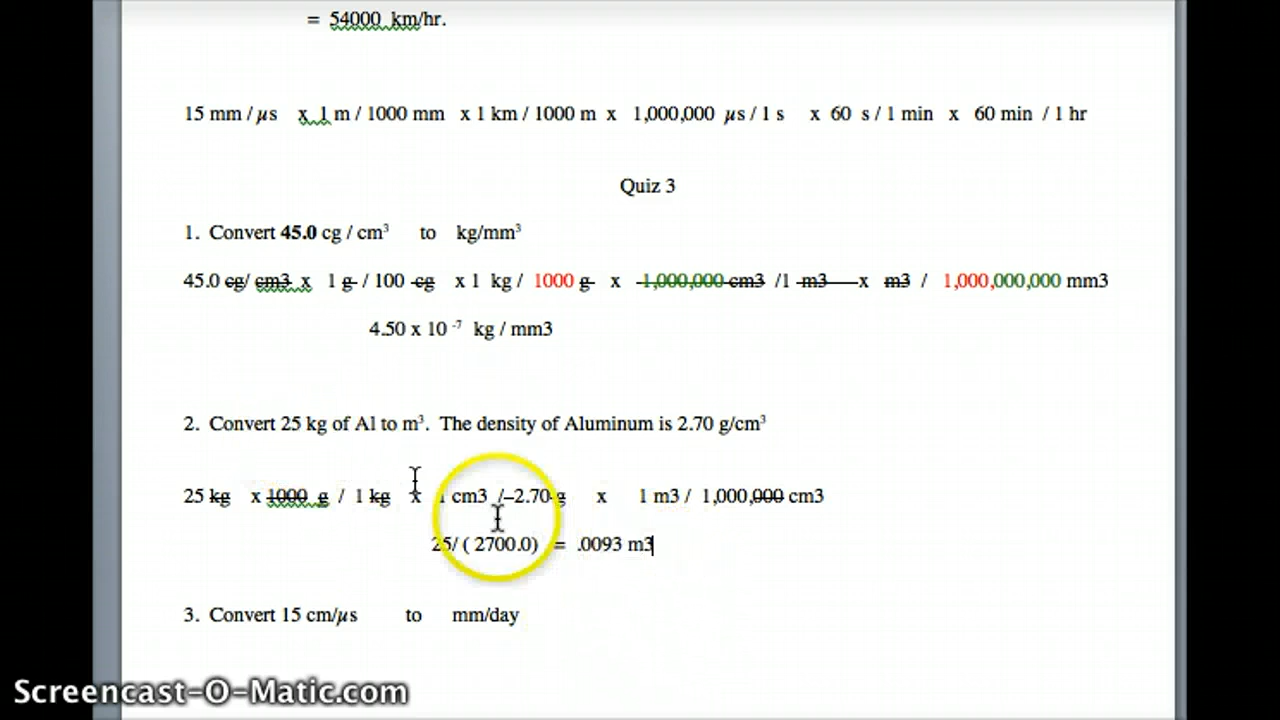 = 54000 km/hr.
15 mm / µs x 1 m / 1000 mm x 1 km / 1000 m x 1,000,000 µs / 1 s x 60 s / 1 min x 60 min / 1 hr
Quiz 3
1. Convert 45.0 cg / cm³ to kg/mm³
45.0 cg/ cm3 x 1 g / 100 cg x 1 kg / 1000 g x 1,000,000 cm3 /1 m3 x m3 / 1,000,000,000 mm3
4.50 x 10 ⁻⁷ kg / mm3
2. Convert 25 kg of Al to m³. The density of Aluminum is 2.70 g/cm³
25 kg x 1000 g / 1 kg x 1 cm3 / 2.70 g x 1 m3 / 1,000,000 cm3
25/ ( 2700.0) = .0093 m3
3. Convert 15 cm/µs to mm/day
Screencast-O-Matic.com